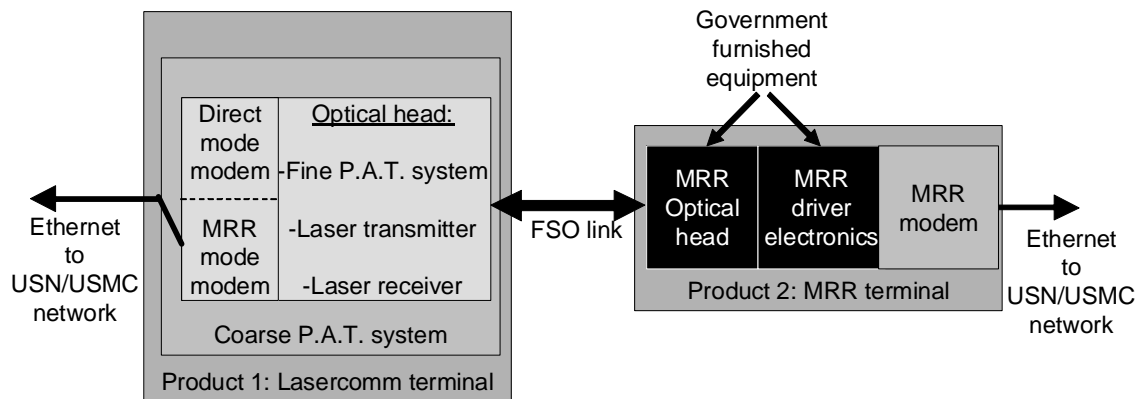 Government
furnished
equipment
Direct
mode
modem
MRR
mode
modem
Optical head:
-Fine P.A.T. system
-Laser transmitter
-Laser receiver
Coarse P.A.T. system
Product 1: Lasercomm terminal
Ethernet
to
USN/USMC
network
FSO link
MRR
Optical
head
MRR
driver
electronics
MRR
modem
Product 2: MRR terminal
Ethernet
to
USN/USMC
network